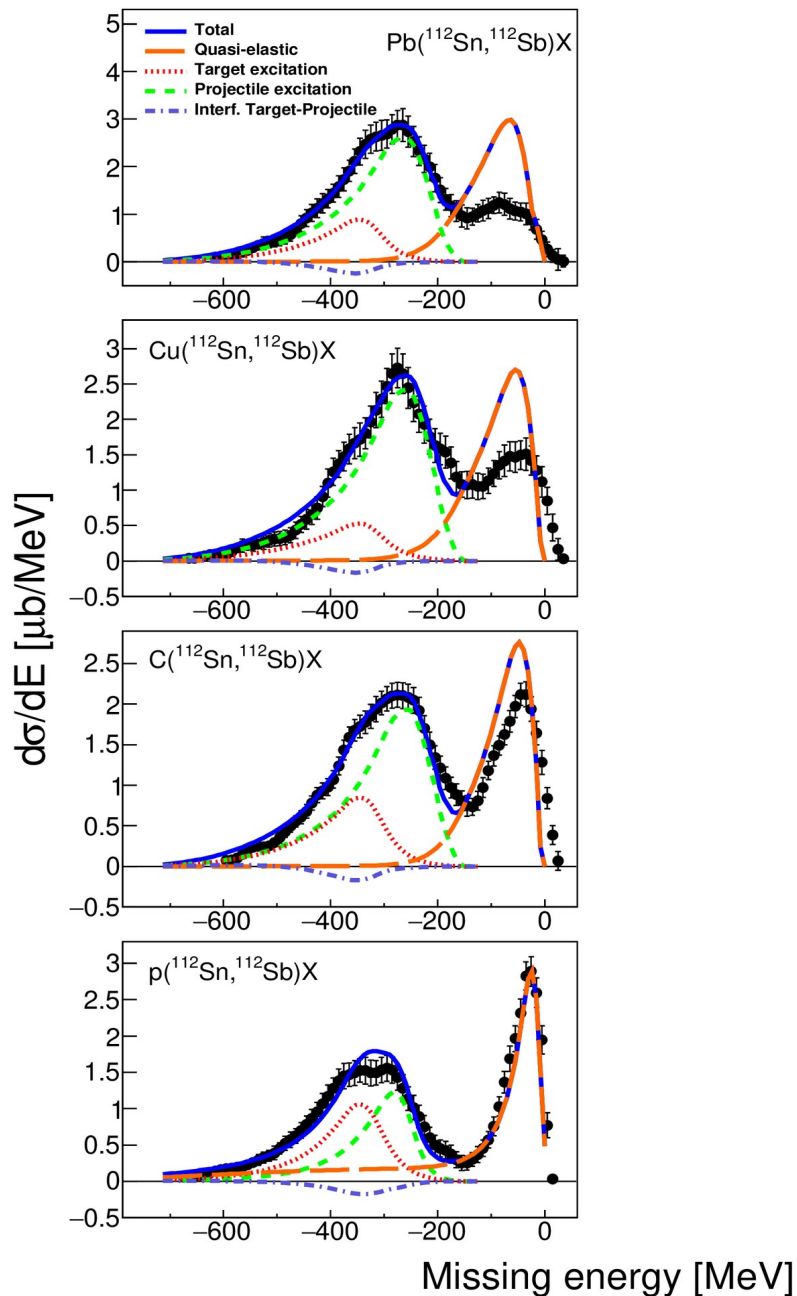 Total
Quasi-elastic
Target excitation
Projectile excitation
Interf. Target-Projectile
Pb(¹¹²Sn,¹¹²Sb)X
5
4
3
2
1
0
−600 −400 −200 0
Cu(¹¹²Sn,¹¹²Sb)X
3
2.5
2
1.5
1
0.5
0
−0.5
−600 −400 −200 0
C(¹¹²Sn,¹¹²Sb)X
2.5
2
1.5
1
0.5
0
−0.5
−600 −400 −200 0
p(¹¹²Sn,¹¹²Sb)X
3
2.5
2
1.5
1
0.5
0
−0.5
−600 −400 −200 0
dσ/dE [μb/MeV]
Missing energy [MeV]